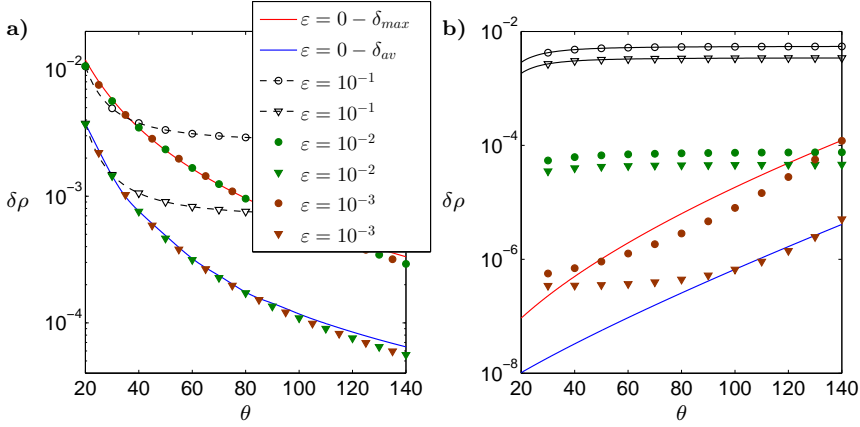 a)
δρ
10⁻²
10⁻³
10⁻⁴
20 40 60 80 100 120 140
θ
ε = 0 − δₘₐₓ
ε = 0 − δₐᵥ
ε = 10⁻¹
ε = 10⁻¹
ε = 10⁻²
ε = 10⁻²
ε = 10⁻³
ε = 10⁻³
b)
δρ
10⁻²
10⁻⁴
10⁻⁶
10⁻⁸
20 40 60 80 100 120 140
θ